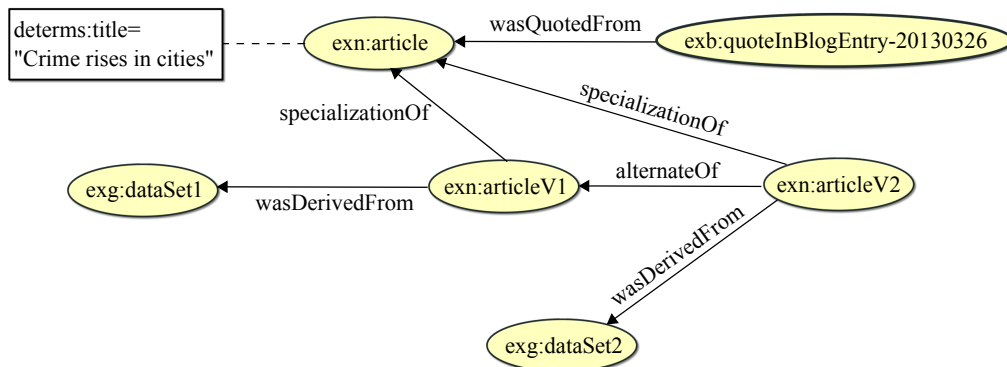 determs:title=
"Crime rises in cities"
exn:article
wasQuotedFrom
exb:quoteInBlogEntry-20130326
specializationOf
specializationOf
exg:dataSet1
wasDerivedFrom
exn:articleV1
alternateOf
exn:articleV2
wasDerivedFrom
exg:dataSet2